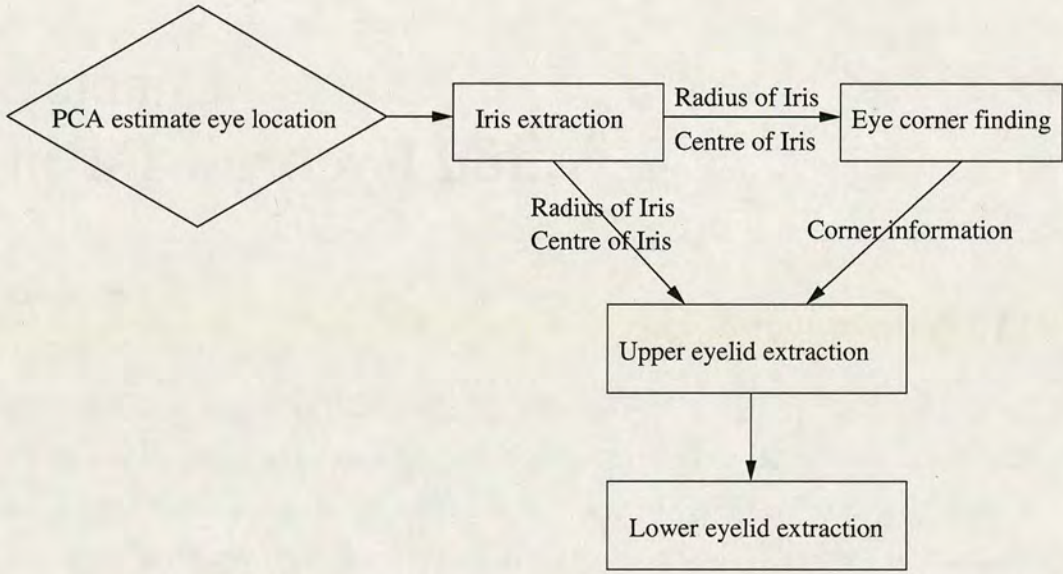 PCA estimate eye location
Iris extraction
Radius of Iris
Centre of Iris
Eye corner finding
Radius of Iris
Centre of Iris
Corner information
Upper eyelid extraction
Lower eyelid extraction